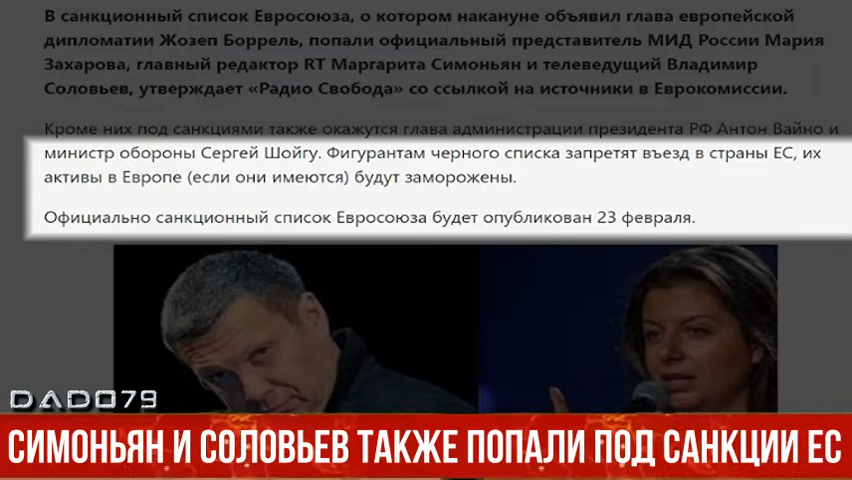 В санкционный список Евросоюза, о котором накануне объявил глава европейской
дипломатии Жозеп Боррель, попали официальный представитель МИД России Мария
Захарова, главный редактор RT Маргарита Симоньян и телеведущий Владимир
Соловьев, утверждает «Радио Свобода» со ссылкой на источники в Еврокомиссии.
Кроме них под санкциями также окажутся глава администрации президента РФ Антон Вайно и
министр обороны Сергей Шойгу. Фигурантам черного списка запретят въезд в страны ЕС, их
активы в Европе (если они имеются) будут заморожены.
Официально санкционный список Евросоюза будет опубликован 23 февраля.
DADO79
СИМОНЬЯН И СОЛОВЬЕВ ТАКЖЕ ПОПАЛИ ПОД САНКЦИИ ЕС